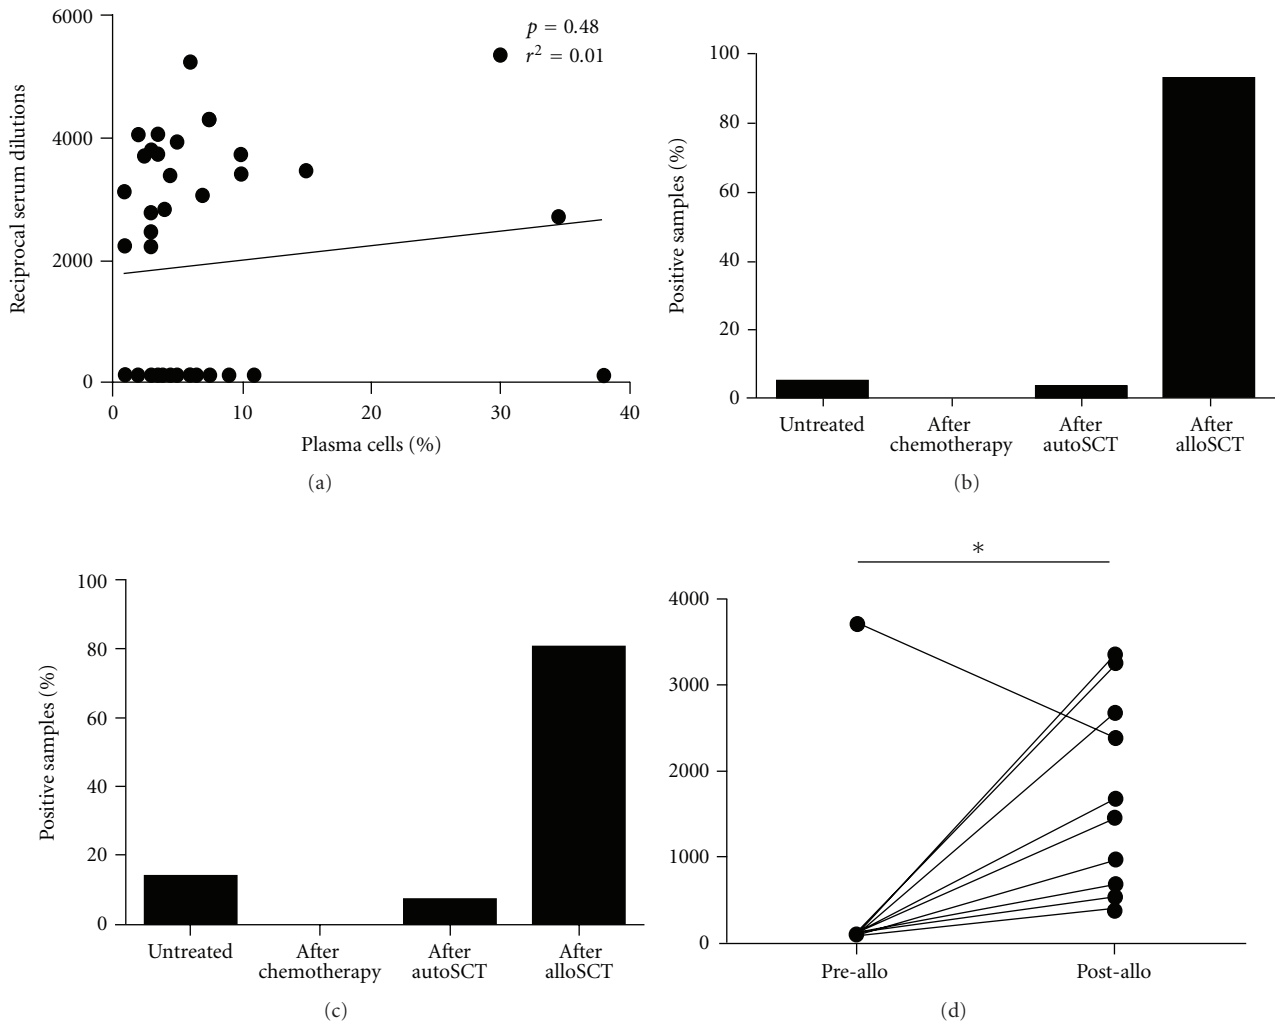 6000
4000
2000
0
Reciprocal serum dilutions
p = 0.48
r² = 0.01
0 10 20 30 40
Plasma cells (%)
(a)
100
80
60
40
20
0
Positive samples (%)
Untreated
After
chemotherapy
After
autoSCT
After
alloSCT
(b)
100
80
60
40
20
0
Positive samples (%)
Untreated
After
chemotherapy
After
autoSCT
After
alloSCT
(c)
*
4000
3000
2000
1000
0
Pre-allo
Post-allo
(d)